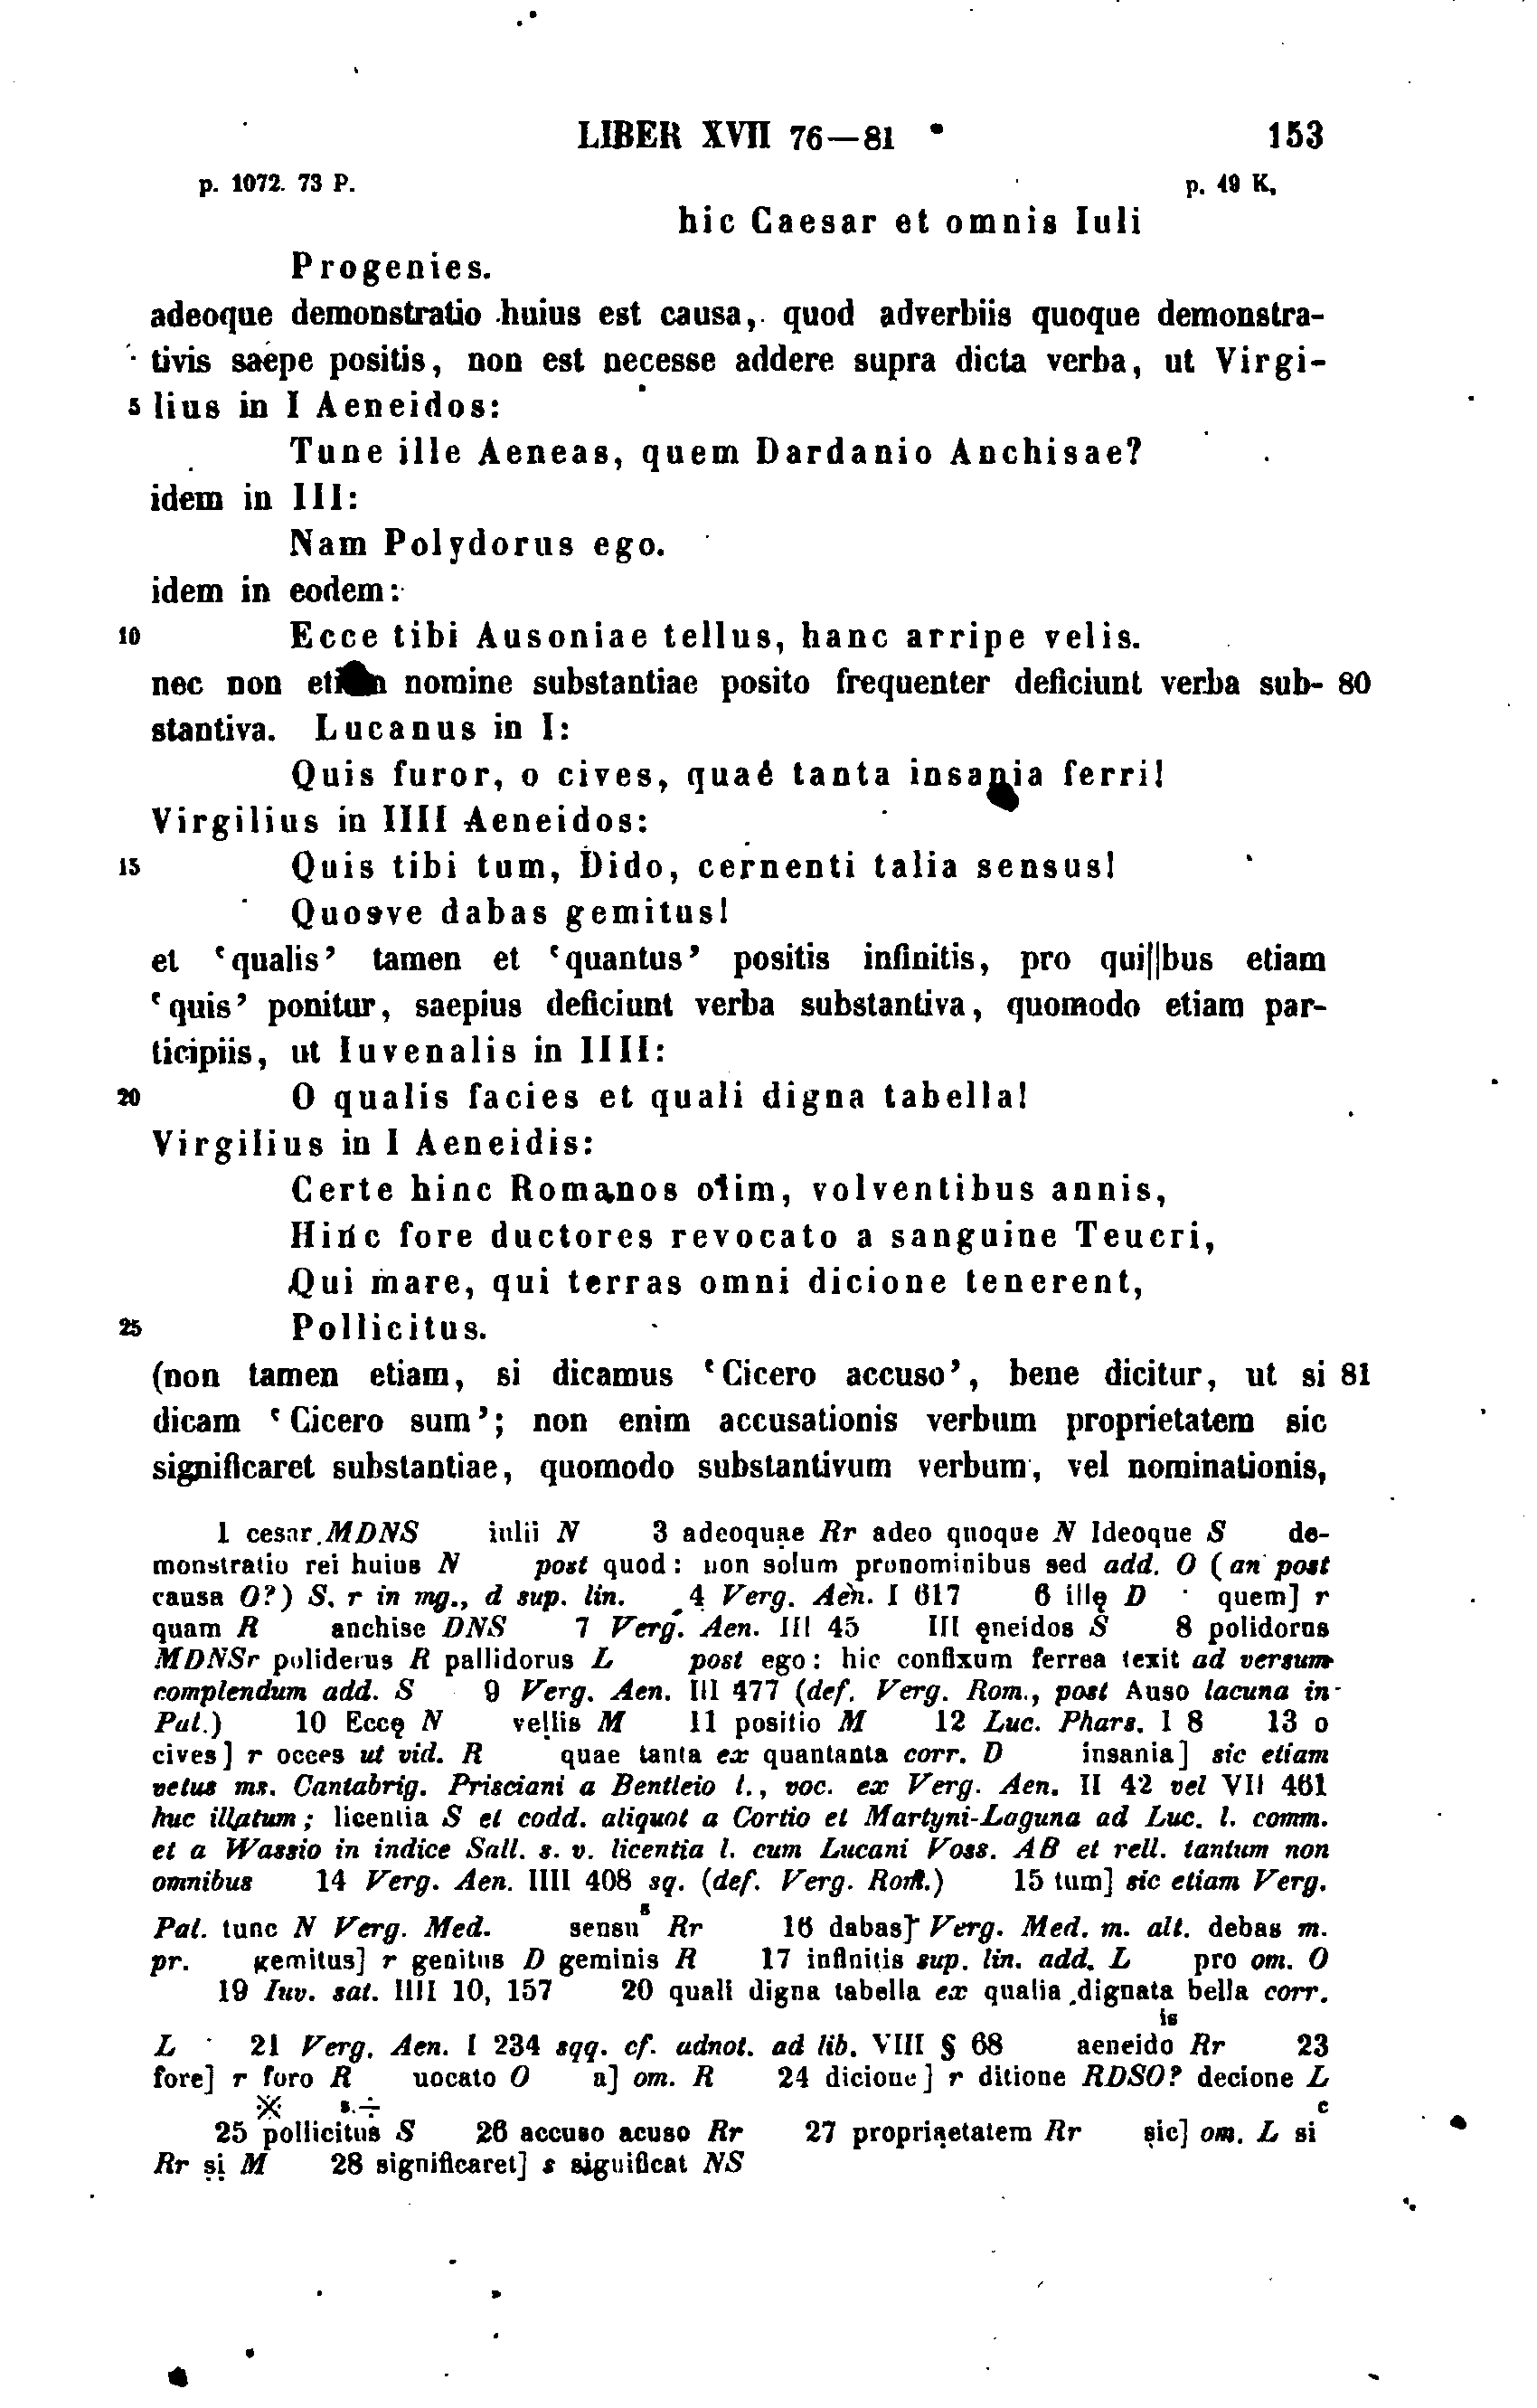 LIBER XVII 76—81 153
p. 1072. 73 P. p. 49 K.
hic Caesar et omnis Iuli
Progenies.
adeoque demonstratio huius est causa, quod adverbiis quoque demonstra-
tivis saepe positis, non est necesse addere supra dicta verba, ut Virgi-
5 lius in I Aeneidos:
Tune ille Aeneas, quem Dardanio Anchisae?
idem in III:
Nam Polydorus ego.
idem in eodem:
10 Ecce tibi Ausoniae tellus, hanc arripe velis.
nec non etiam nomine substantiae posito frequenter deficiunt verba sub- 80
stantiva. Lucanus in I:
Quis furor, o cives, quae tanta insania ferri!
Virgilius in IIII Aeneidos:
15 Quis tibi tum, Dido, cernenti talia sensus!
Quosve dabas gemitus!
et ‘qualis’ tamen et ‘quantus’ positis infinitis, pro qui||bus etiam
‘quis’ ponitur, saepius deficiunt verba substantiva, quomodo etiam par-
ticipiis, ut Iuvenalis in IIII:
20 O qualis facies et quali digna tabella!
Virgilius in I Aeneidis:
Certe hinc Romanos olim, volventibus annis,
Hinc fore ductores revocato a sanguine Teucri,
Qui mare, qui terras omni dicione tenerent,
25 Pollicitus.
(non tamen etiam, si dicamus ‘Cicero accuso’, bene dicitur, ut si 81
dicam ‘Cicero sum’; non enim accusationis verbum proprietatem sic
significaret substantiae, quomodo substantivum verbum, vel nominationis,
1 cesar MDNS iulii N 3 adeoquae Rr adeo quoque N Ideoque S de-
monstratio rei huius N post quod: non solum pronominibus sed add. O (an post
causa O?) S, r in mg., d sup. lin. 4 Verg. Aen. I 617 6 illę D quem] r
quam R anchise DNS 7 Verg. Aen. III 45 III ęneidos S 8 polidorus
MDNSr poliderus R pallidorus L post ego: hic confixum ferrea texit ad versum
complendum add. S 9 Verg. Aen. III 477 (def. Verg. Rom., post Auso lacuna in
Pal.) 10 Eccę N vellis M 11 positio M 12 Luc. Phars. I 8 13 o
cives] r occes ut vid. R quae tanta ex quantanta corr. D insania] sic etiam
vetus ms. Cantabrig. Prisciani a Bentleio l., voc. ex Verg. Aen. II 42 vel VII 461
huc illatum; licentia S et codd. aliquot a Cortio et Martyni-Laguna ad Luc. l. comm.
et a Wassio in indice Sall. s. v. licentia l. cum Lucani Voss. AB et rell. tantum non
omnibus 14 Verg. Aen. IIII 408 sq. (def. Verg. Rom.) 15 tum] sic etiam Verg.
Pal. tunc N Verg. Med. sensu s Rr 16 dabas] Verg. Med. m. alt. debas m.
pr. gemitus] r genitus D geminis R 17 infinitis sup. lin. add. L pro om. O
19 Iuv. sat. IIII 10, 157 20 quali digna tabella ex qualia dignata bella corr.
L 21 Verg. Aen. I 234 sqq. cf. adnot. ad lib. VIII § 68 aeneido is Rr 23
fore] r foro R uocato O a] om. R 24 dicione] r ditione RDSO? decione L
25 pollicitus S 26 accuso acuso Rr 27 propriaetatem Rr sic] om. L si c
Rr si M 28 significaret] s significat NS